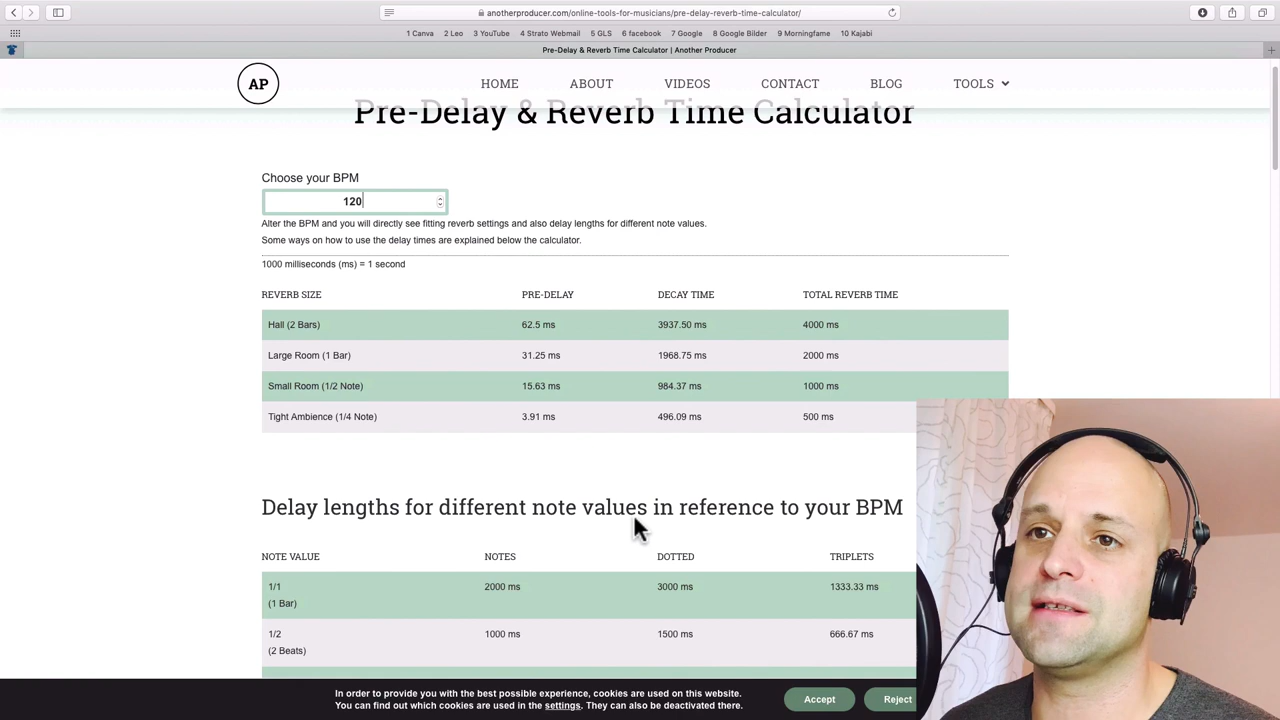 anotherproducer.com/online-tools-for-musicians/pre-delay-reverb-time-calculator/
1 Canva 2 Leo 3 YouTube 4 Strato Webmail 5 GLS 6 facebook 7 Google 8 Google Bilder 9 Morningfame 10 Kajabi
Pre-Delay & Reverb Time Calculator | Another Producer
AP HOME ABOUT VIDEOS CONTACT BLOG TOOLS
Pre-Delay & Reverb Time Calculator
Choose your BPM
120
Alter the BPM and you will directly see fitting reverb settings and also delay lengths for different note values.
Some ways on how to use the delay times are explained below the calculator.
1000 milliseconds (ms) = 1 second
REVERB SIZE PRE-DELAY DECAY TIME TOTAL REVERB TIME
Hall (2 Bars) 62.5 ms 3937.50 ms 4000 ms
Large Room (1 Bar) 31.25 ms 1968.75 ms 2000 ms
Small Room (1/2 Note) 15.63 ms 984.37 ms 1000 ms
Tight Ambience (1/4 Note) 3.91 ms 496.09 ms 500 ms
Delay lengths for different note values in reference to your BPM
NOTE VALUE NOTES DOTTED TRIPLETS
1/1 2000 ms 3000 ms 1333.33 ms
(1 Bar)
1/2 1000 ms 1500 ms 666.67 ms
(2 Beats)
In order to provide you with the best possible experience, cookies are used on this website.
You can find out which cookies are used in the settings. They can also be deactivated there.
Accept Reject